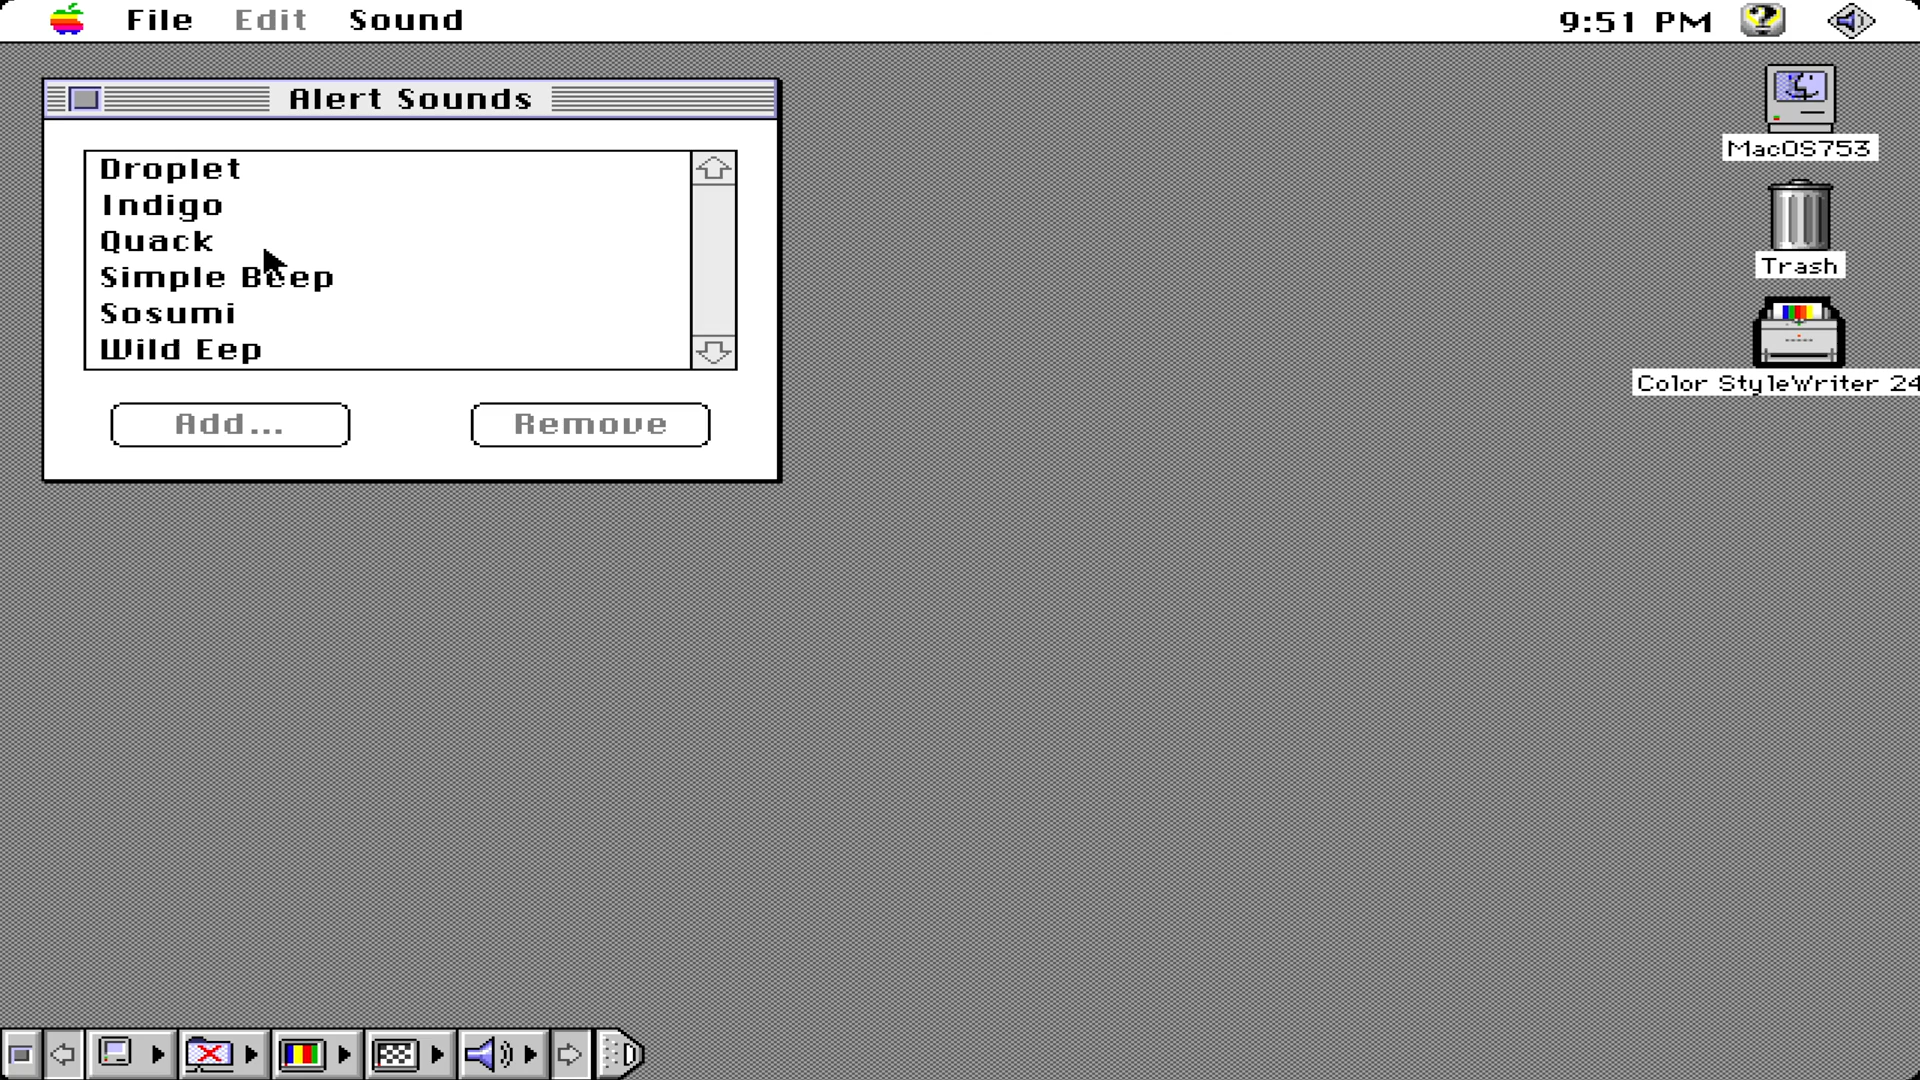 File Edit Sound
9:51 PM
Alert Sounds
Droplet
Indigo
Quack
Simple Beep
Sosumi
Wild Eep
Add...
Remove
MacOS753
Trash
Color StyleWriter 24